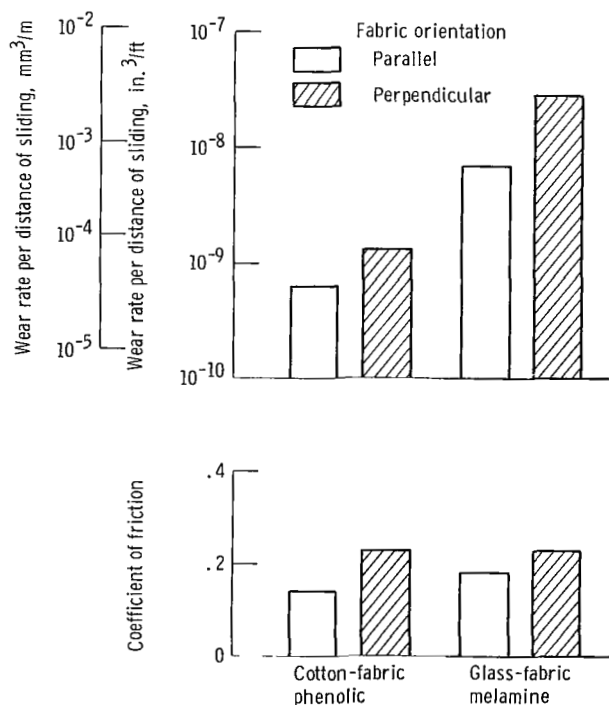 Wear rate per distance of sliding, mm³/m
10⁻²
10⁻³
10⁻⁴
10⁻⁵
Wear rate per distance of sliding, in.³/ft
10⁻⁷
10⁻⁸
10⁻⁹
10⁻¹⁰
Fabric orientation
Parallel
Perpendicular
Coefficient of friction
.4
.2
0
Cotton-fabric
phenolic
Glass-fabric
melamine